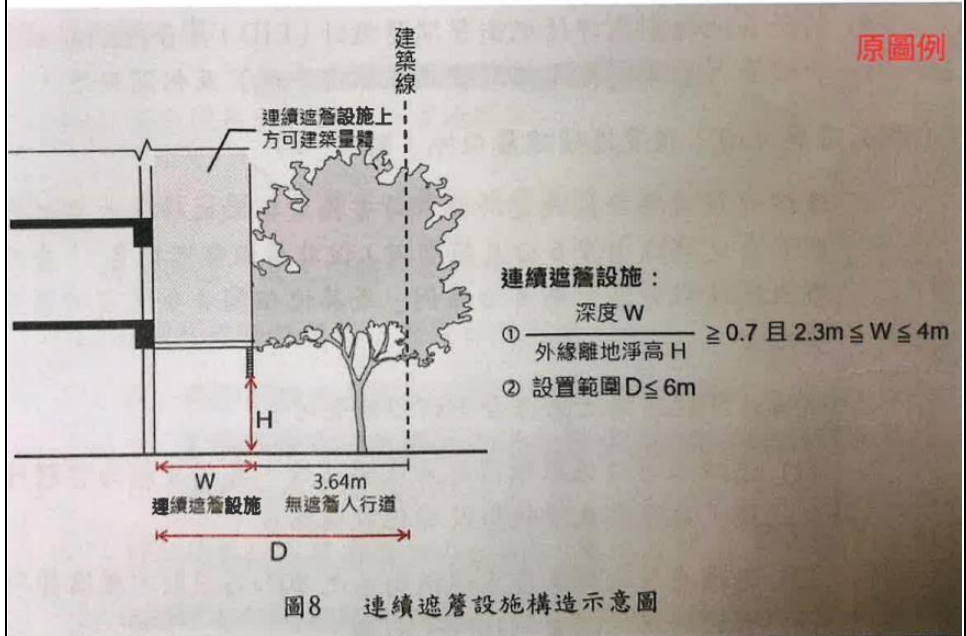 原圖例
建築線
連續遮簷設施上
方可建築量體
連續遮簷設施：
① 深度 W
外緣離地淨高 H
≧ 0.7 且 2.3m ≦ W ≦ 4m
② 設置範圍 D ≦ 6m
H
W
3.64m
連續遮簷設施
無遮簷人行道
D
圖8 連續遮簷設施構造示意圖